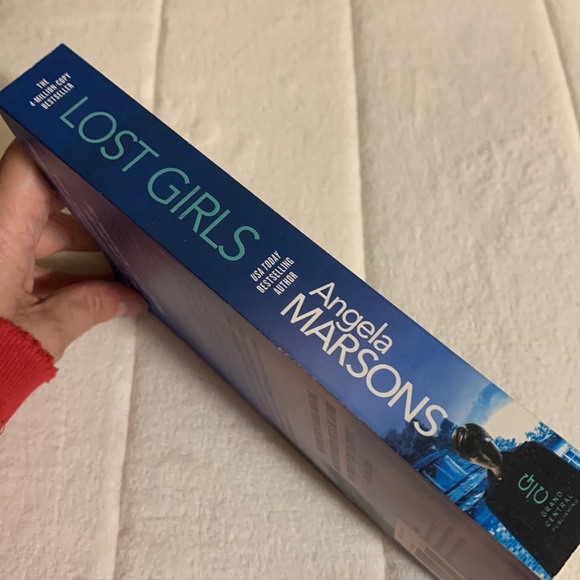 THE
4-MILLION-COPY
BESTSELLER
LOST GIRLS
USA TODAY
BESTSELLING
AUTHOR
Angela
MARSONS
GRAND
CENTRAL
PUBLISHING